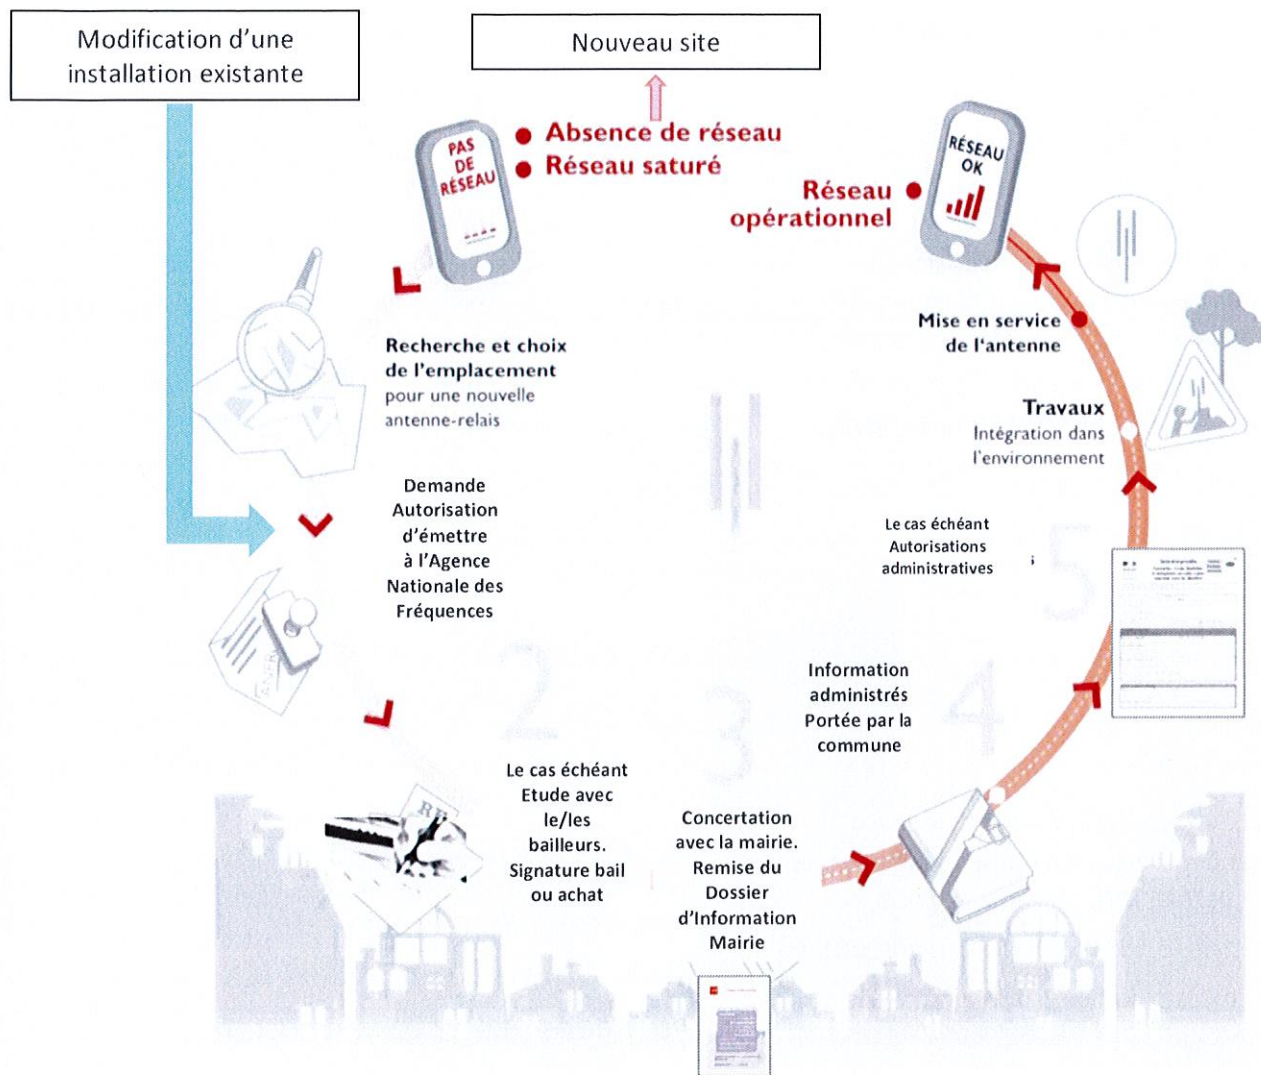 Modification d'une
installation existante
Nouveau site
PAS
DE
RÉSEAU
Absence de réseau
Réseau saturé
Recherche et choix
de l'emplacement
pour une nouvelle
antenne-relais
Demande
Autorisation
d'émettre
à l'Agence
Nationale des
Fréquences
2
Le cas échéant
Etude avec
le/les
bailleurs.
Signature bail
ou achat
3
Concertation
avec la mairie.
Remise du
Dossier
d'Information
Mairie
4
Information
administrés
Portée par la
commune
5
Le cas échéant
Autorisations
administratives
;
Travaux
Intégration dans
l'environnement
Mise en service
de l'antenne
Réseau
opérationnel
RÉSEAU
OK